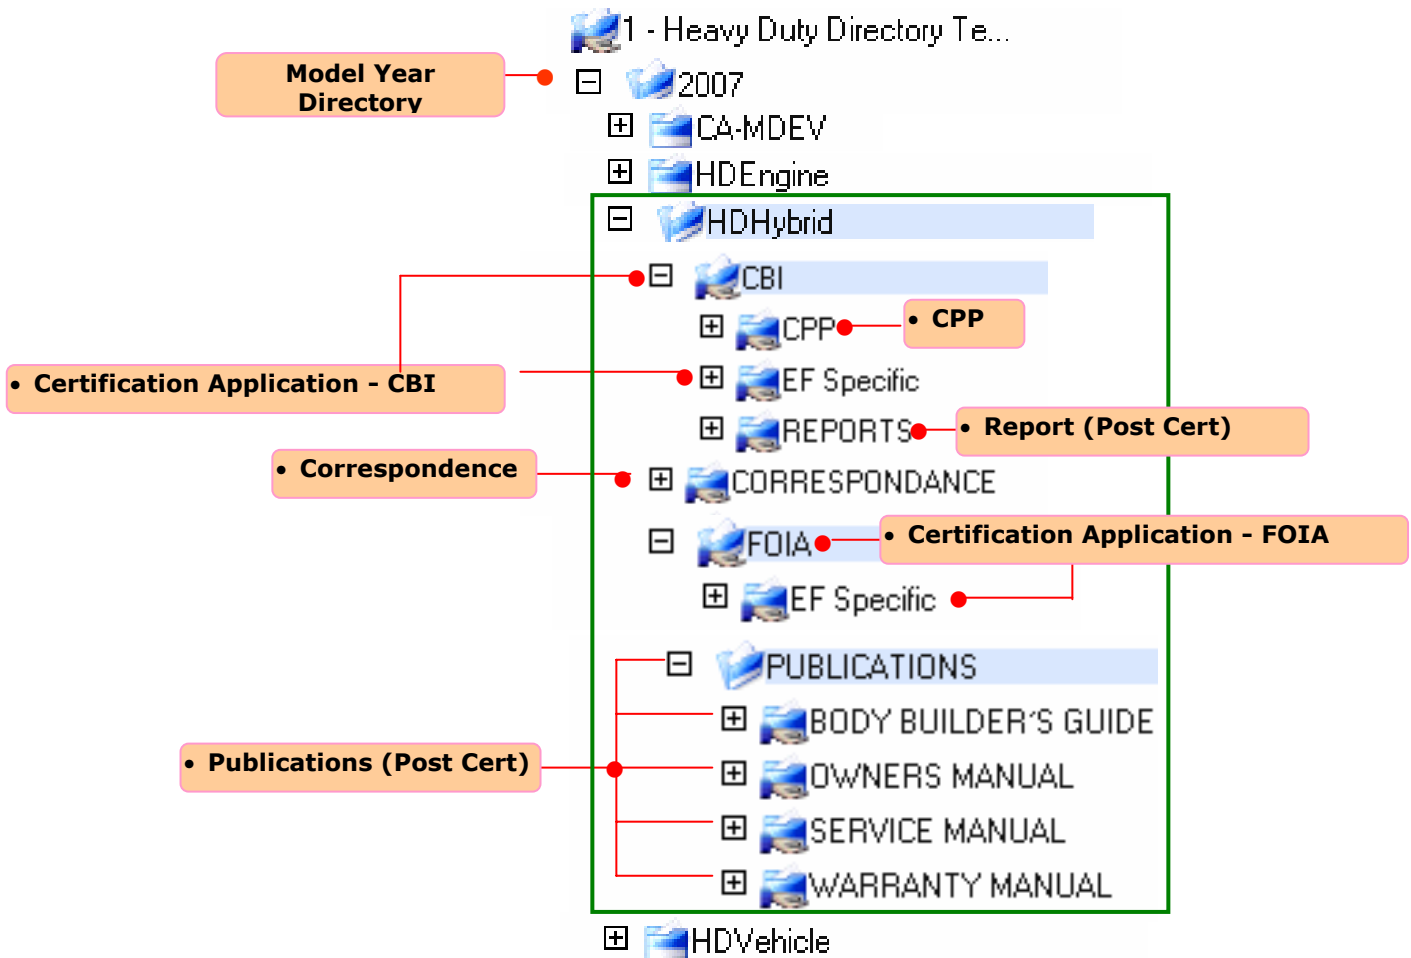 1 - Heavy Duty Directory Te...
Model Year
Directory
2007
CA-MDEV
HDEngine
HDHybrid
CBI
CPP
• CPP
• Certification Application - CBI
EF Specific
REPORTS
• Report (Post Cert)
• Correspondence
CORRESPONDANCE
FOIA
• Certification Application - FOIA
EF Specific
PUBLICATIONS
BODY BUILDER'S GUIDE
• Publications (Post Cert)
OWNERS MANUAL
SERVICE MANUAL
WARRANTY MANUAL
HDVehicle